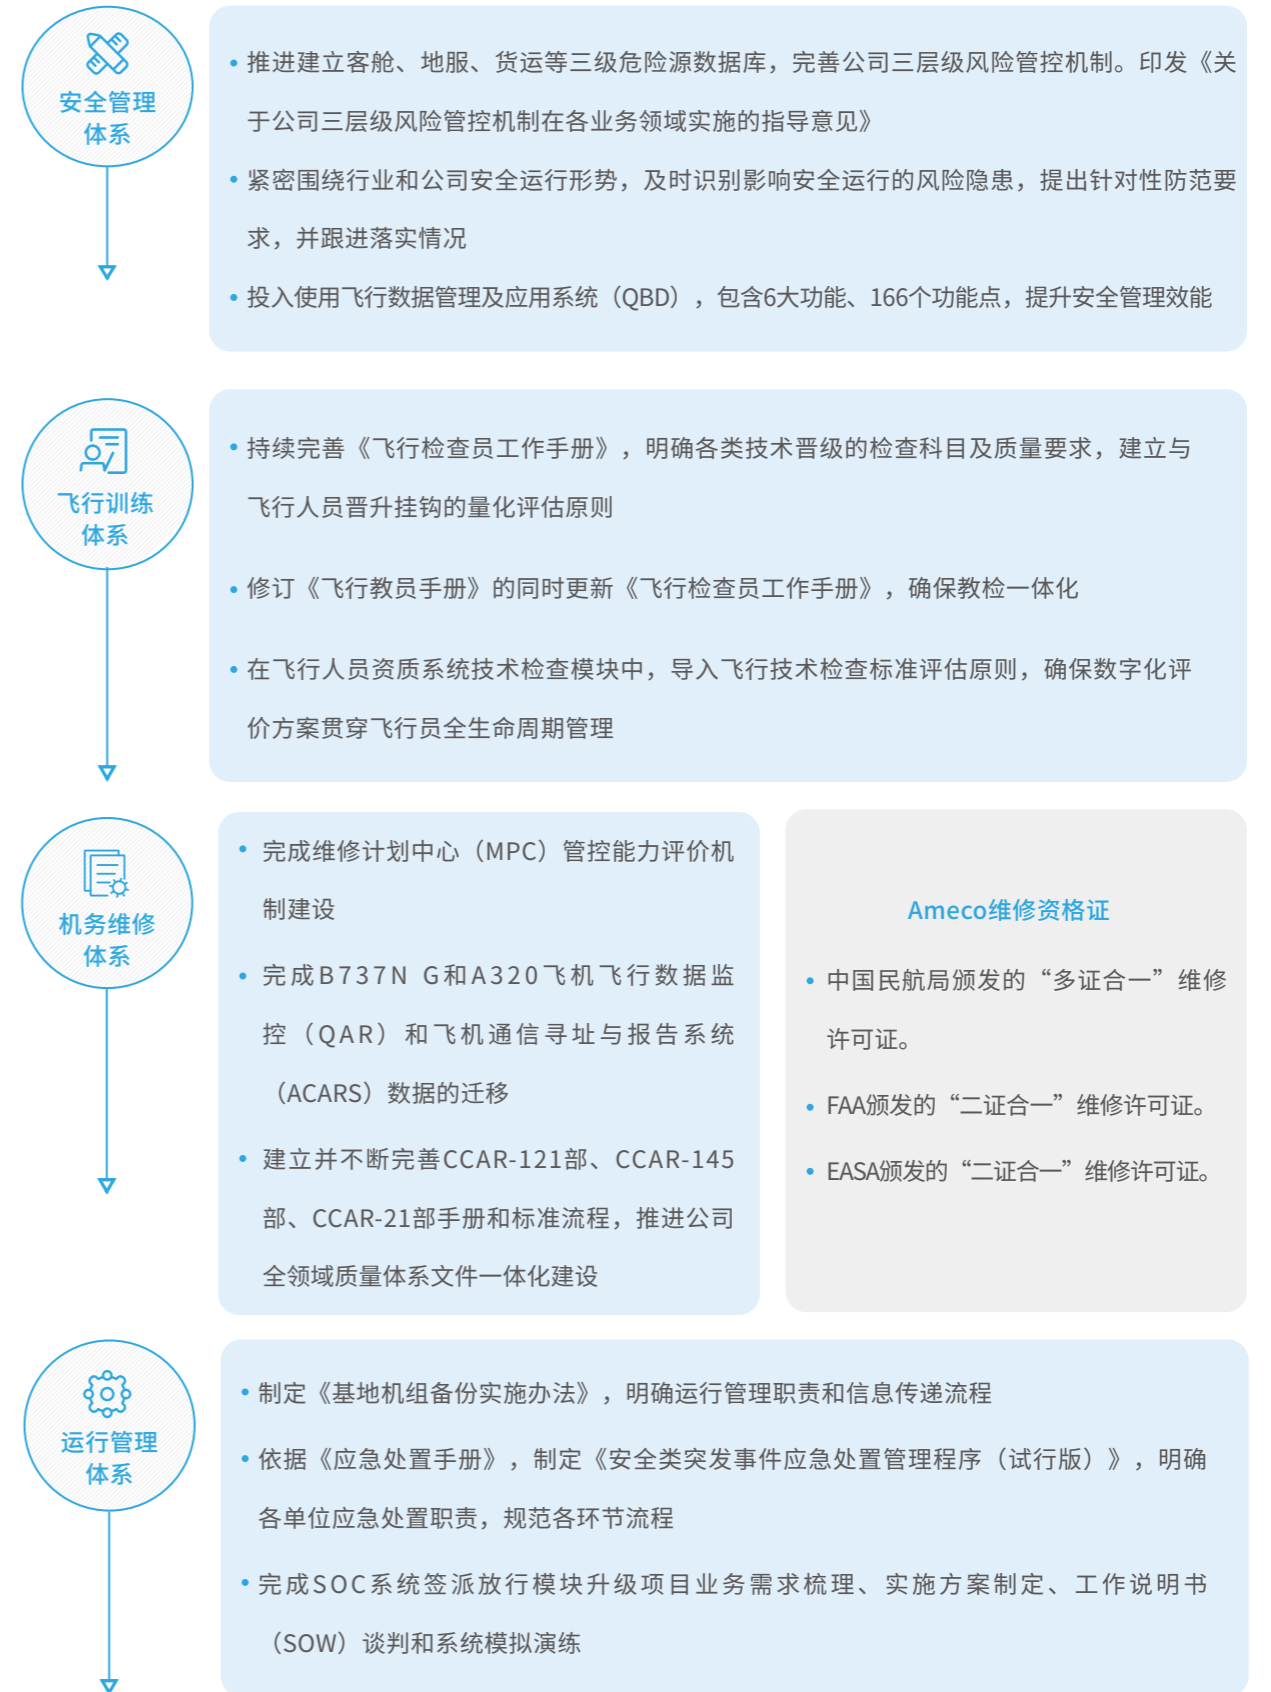 安全管理
体系
• 推进建立客舱、地服、货运等三级危险源数据库，完善公司三层级风险管控机制。印发《关
于公司三层级风险管控机制在各业务领域实施的指导意见》
• 紧密围绕行业和公司安全运行形势，及时识别影响安全运行的风险隐患，提出针对性防范要
求，并跟进落实情况
• 投入使用飞行数据管理及应用系统（QBD），包含6大功能、166个功能点，提升安全管理效能
飞行训练
体系
• 持续完善《飞行检查员工作手册》，明确各类技术晋级的检查科目及质量要求，建立与
飞行人员晋升挂钩的量化评估原则
• 修订《飞行教员手册》的同时更新《飞行检查员工作手册》，确保教检一体化
• 在飞行人员资质系统技术检查模块中，导入飞行技术检查标准评估原则，确保数字化评
价方案贯穿飞行员全生命周期管理
机务维修
体系
• 完成维修计划中心（MPC）管控能力评价机
制建设
• 完成B737N G和A320飞机飞行数据监
控（QAR）和飞机通信寻址与报告系统
（ACARS）数据的迁移
• 建立并不断完善CCAR-121部、CCAR-145
部、CCAR-21部手册和标准流程，推进公司
全领域质量体系文件一体化建设
Ameco维修资格证
• 中国民航局颁发的“多证合一”维修
许可证。
• FAA颁发的“二证合一”维修许可证。
• EASA颁发的“二证合一”维修许可证。
运行管理
体系
• 制定《基地机组备份实施办法》，明确运行管理职责和信息传递流程
• 依据《应急处置手册》，制定《安全类突发事件应急处置管理程序（试行版）》，明确
各单位应急处置职责，规范各环节流程
• 完成SOC系统签派放行模块升级项目业务需求梳理、实施方案制定、工作说明书
（SOW）谈判和系统模拟演练